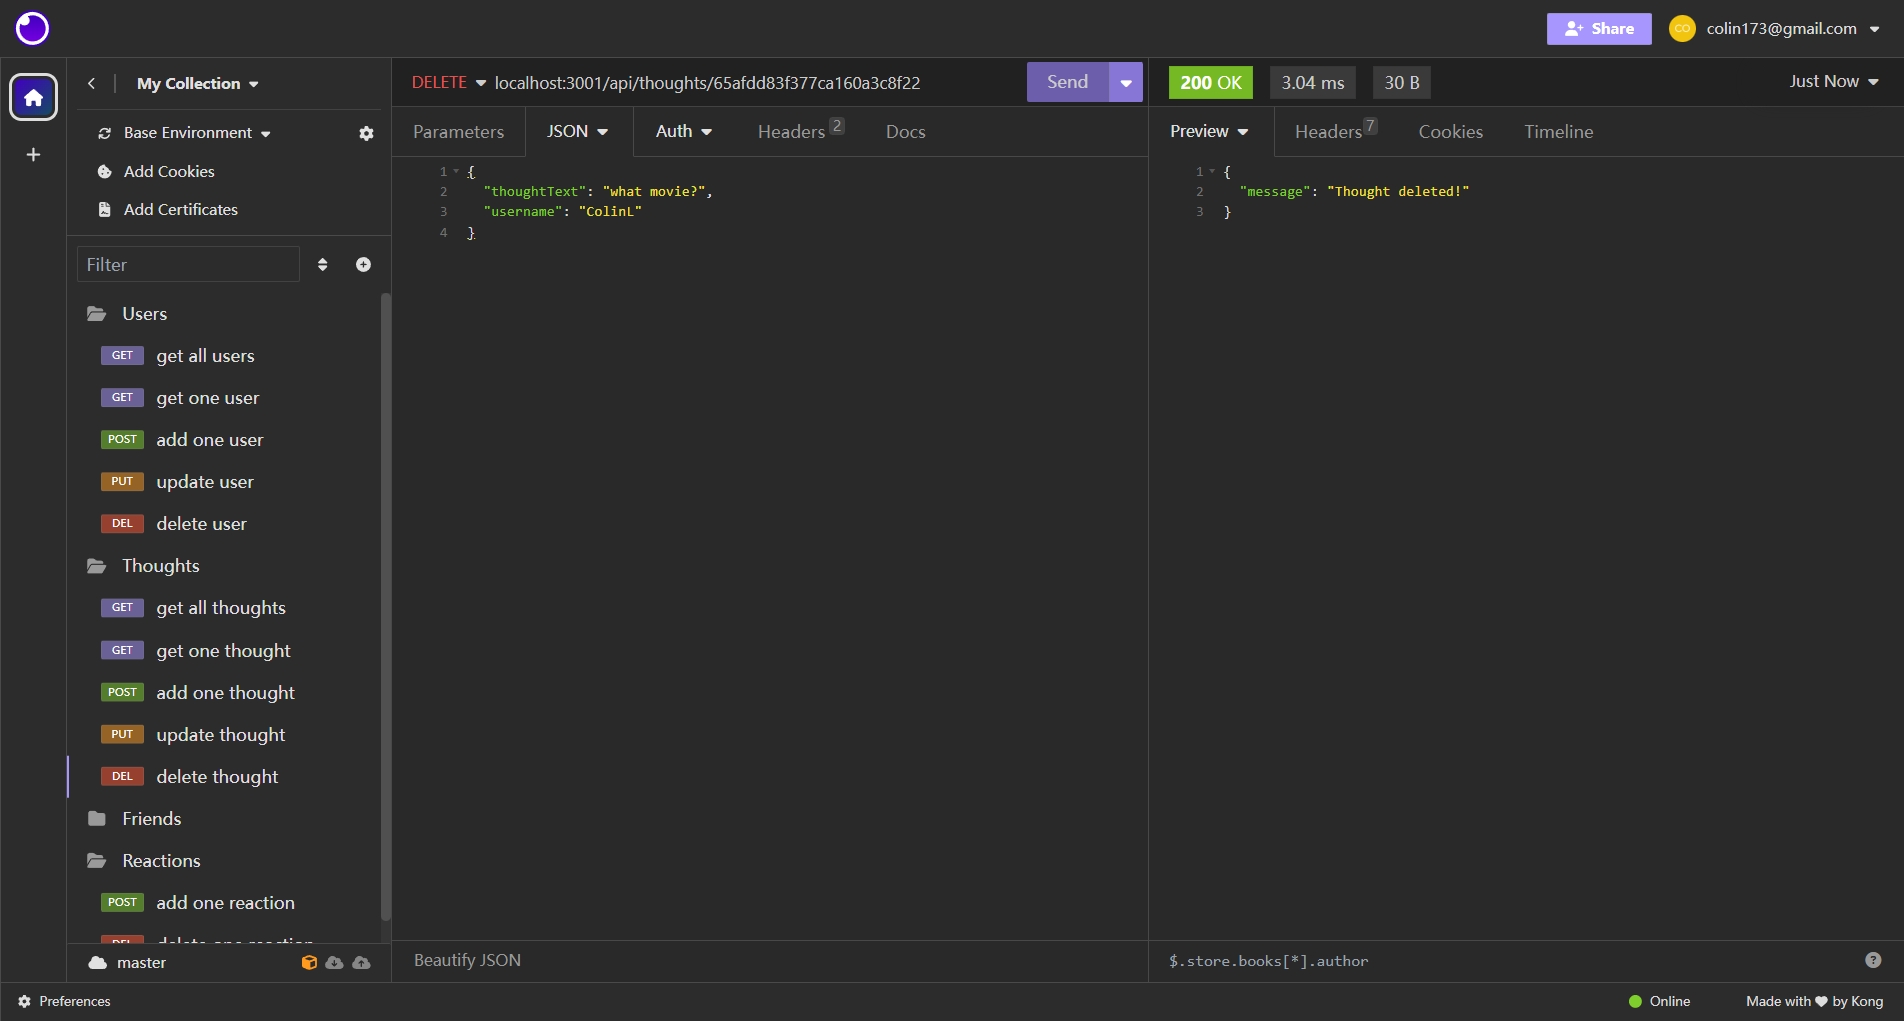 Share
CO
colin173@gmail.com
My Collection
Base Environment
Add Cookies
Add Certificates
Filter
Users
GET get all users
GET get one user
POST add one user
PUT update user
DEL delete user
Thoughts
GET get all thoughts
GET get one thought
POST add one thought
PUT update thought
DEL delete thought
Friends
Reactions
POST add one reaction
DEL delete one reaction
master
Preferences
DELETE localhost:3001/api/thoughts/65afdd83f377ca160a3c8f22 Send
Parameters JSON Auth Headers 2 Docs
1 {
2 "thoughtText": "what movie?",
3 "username": "ColinL"
4 }
Beautify JSON
200 OK 3.04 ms 30 B Just Now
Preview Headers 7 Cookies Timeline
1 {
2 "message": "Thought deleted!"
3 }
$.store.books[*].author
?
Online
Made with ♥ by Kong